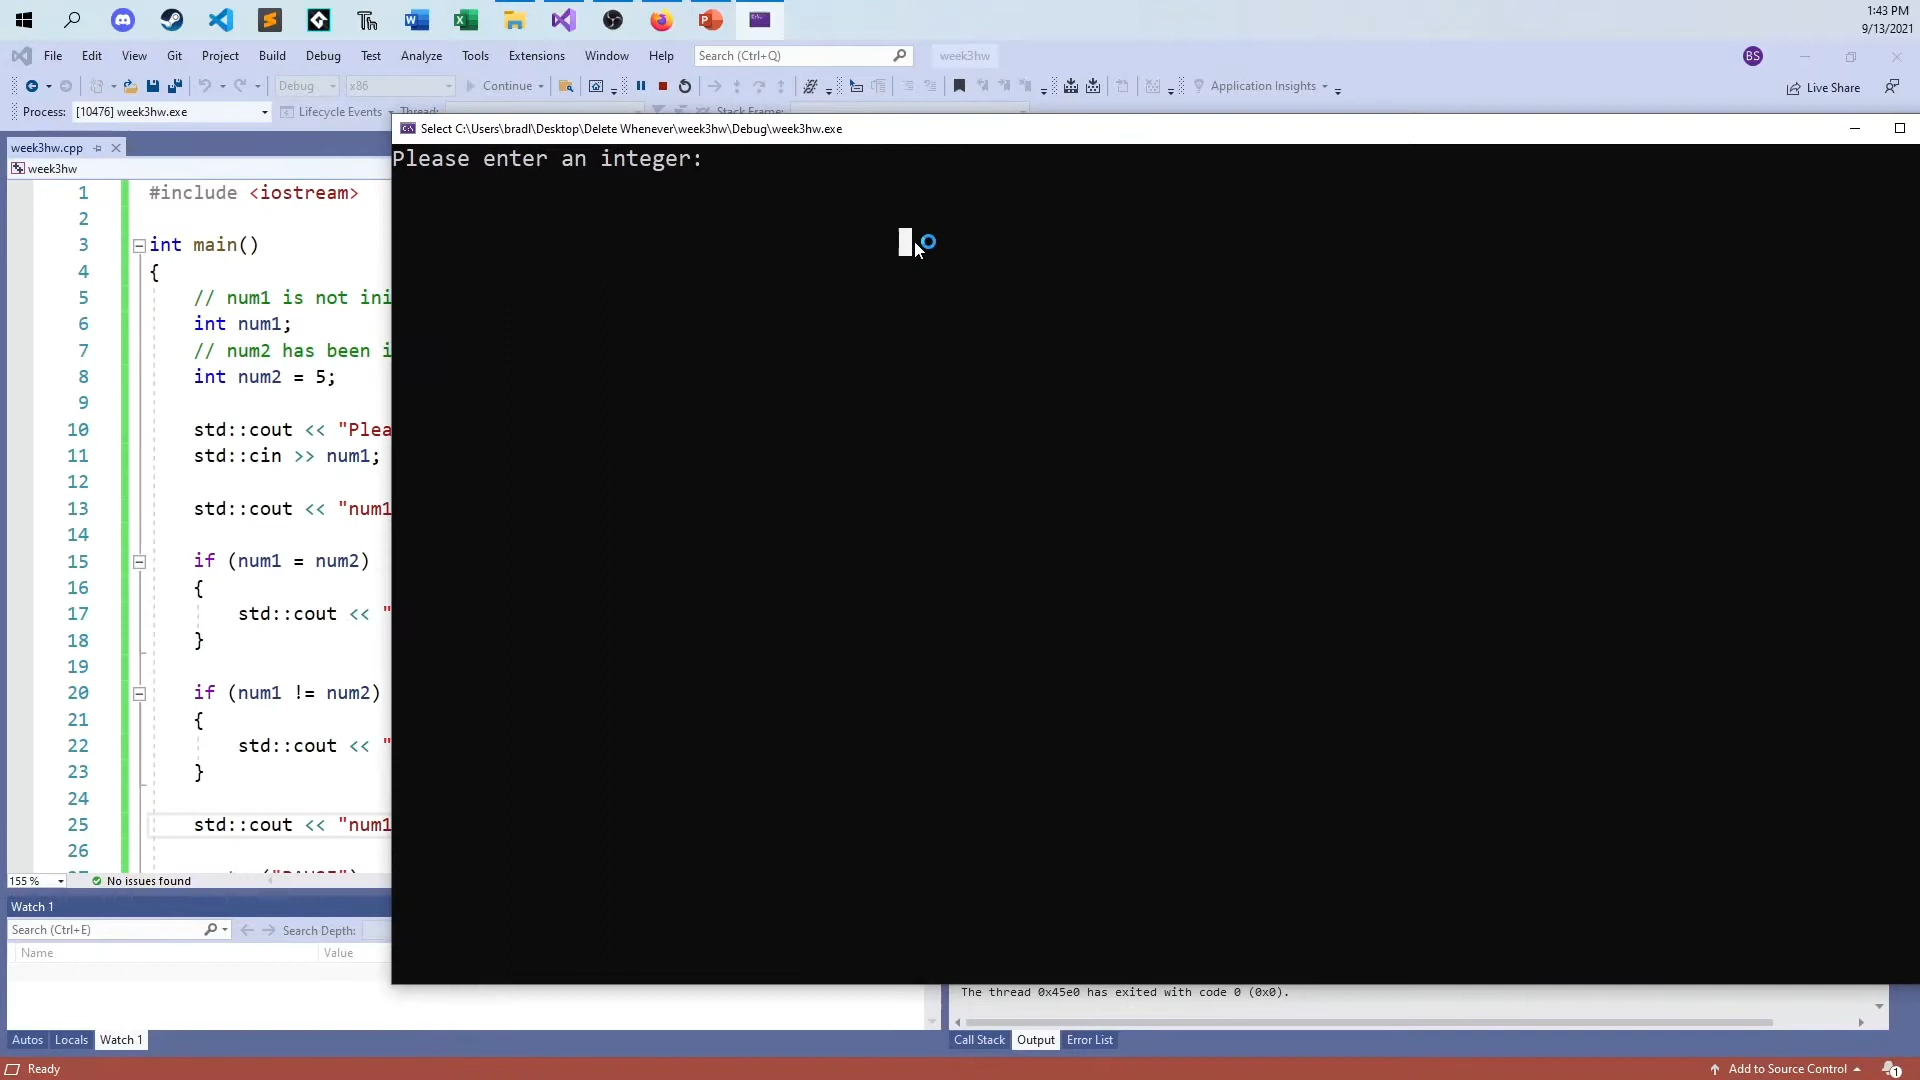 1:43 PM
9/13/2021
File Edit View Git Project Build Debug Test Analyze Tools Extensions Window Help Search (Ctrl+Q) week3hw BS
Debug x86 Continue Application Insights Live Share
Process: [10476] week3hw.exe Lifecycle Events Thread: Stack Frame:
Select C:\Users\bradl\Desktop\Delete Whenever\week3hw\Debug\week3hw.exe
Please enter an integer:
week3hw.cpp
week3hw
1 #include <iostream>
2
3 int main()
4 {
5 // num1 is not ini
6 int num1;
7 // num2 has been i
8 int num2 = 5;
9
10 std::cout << "Plea
11 std::cin >> num1;
12
13 std::cout << "num1
14
15 if (num1 = num2)
16 {
17 std::cout << "
18 }
19
20 if (num1 != num2)
21 {
22 std::cout << "
23 }
24
25 std::cout << "num1
26
155 % No issues found
Watch 1
Search (Ctrl+E) Search Depth:
Name Value
The thread 0x45e0 has exited with code 0 (0x0).
Autos Locals Watch 1
Call Stack Output Error List
Ready
Add to Source Control 1